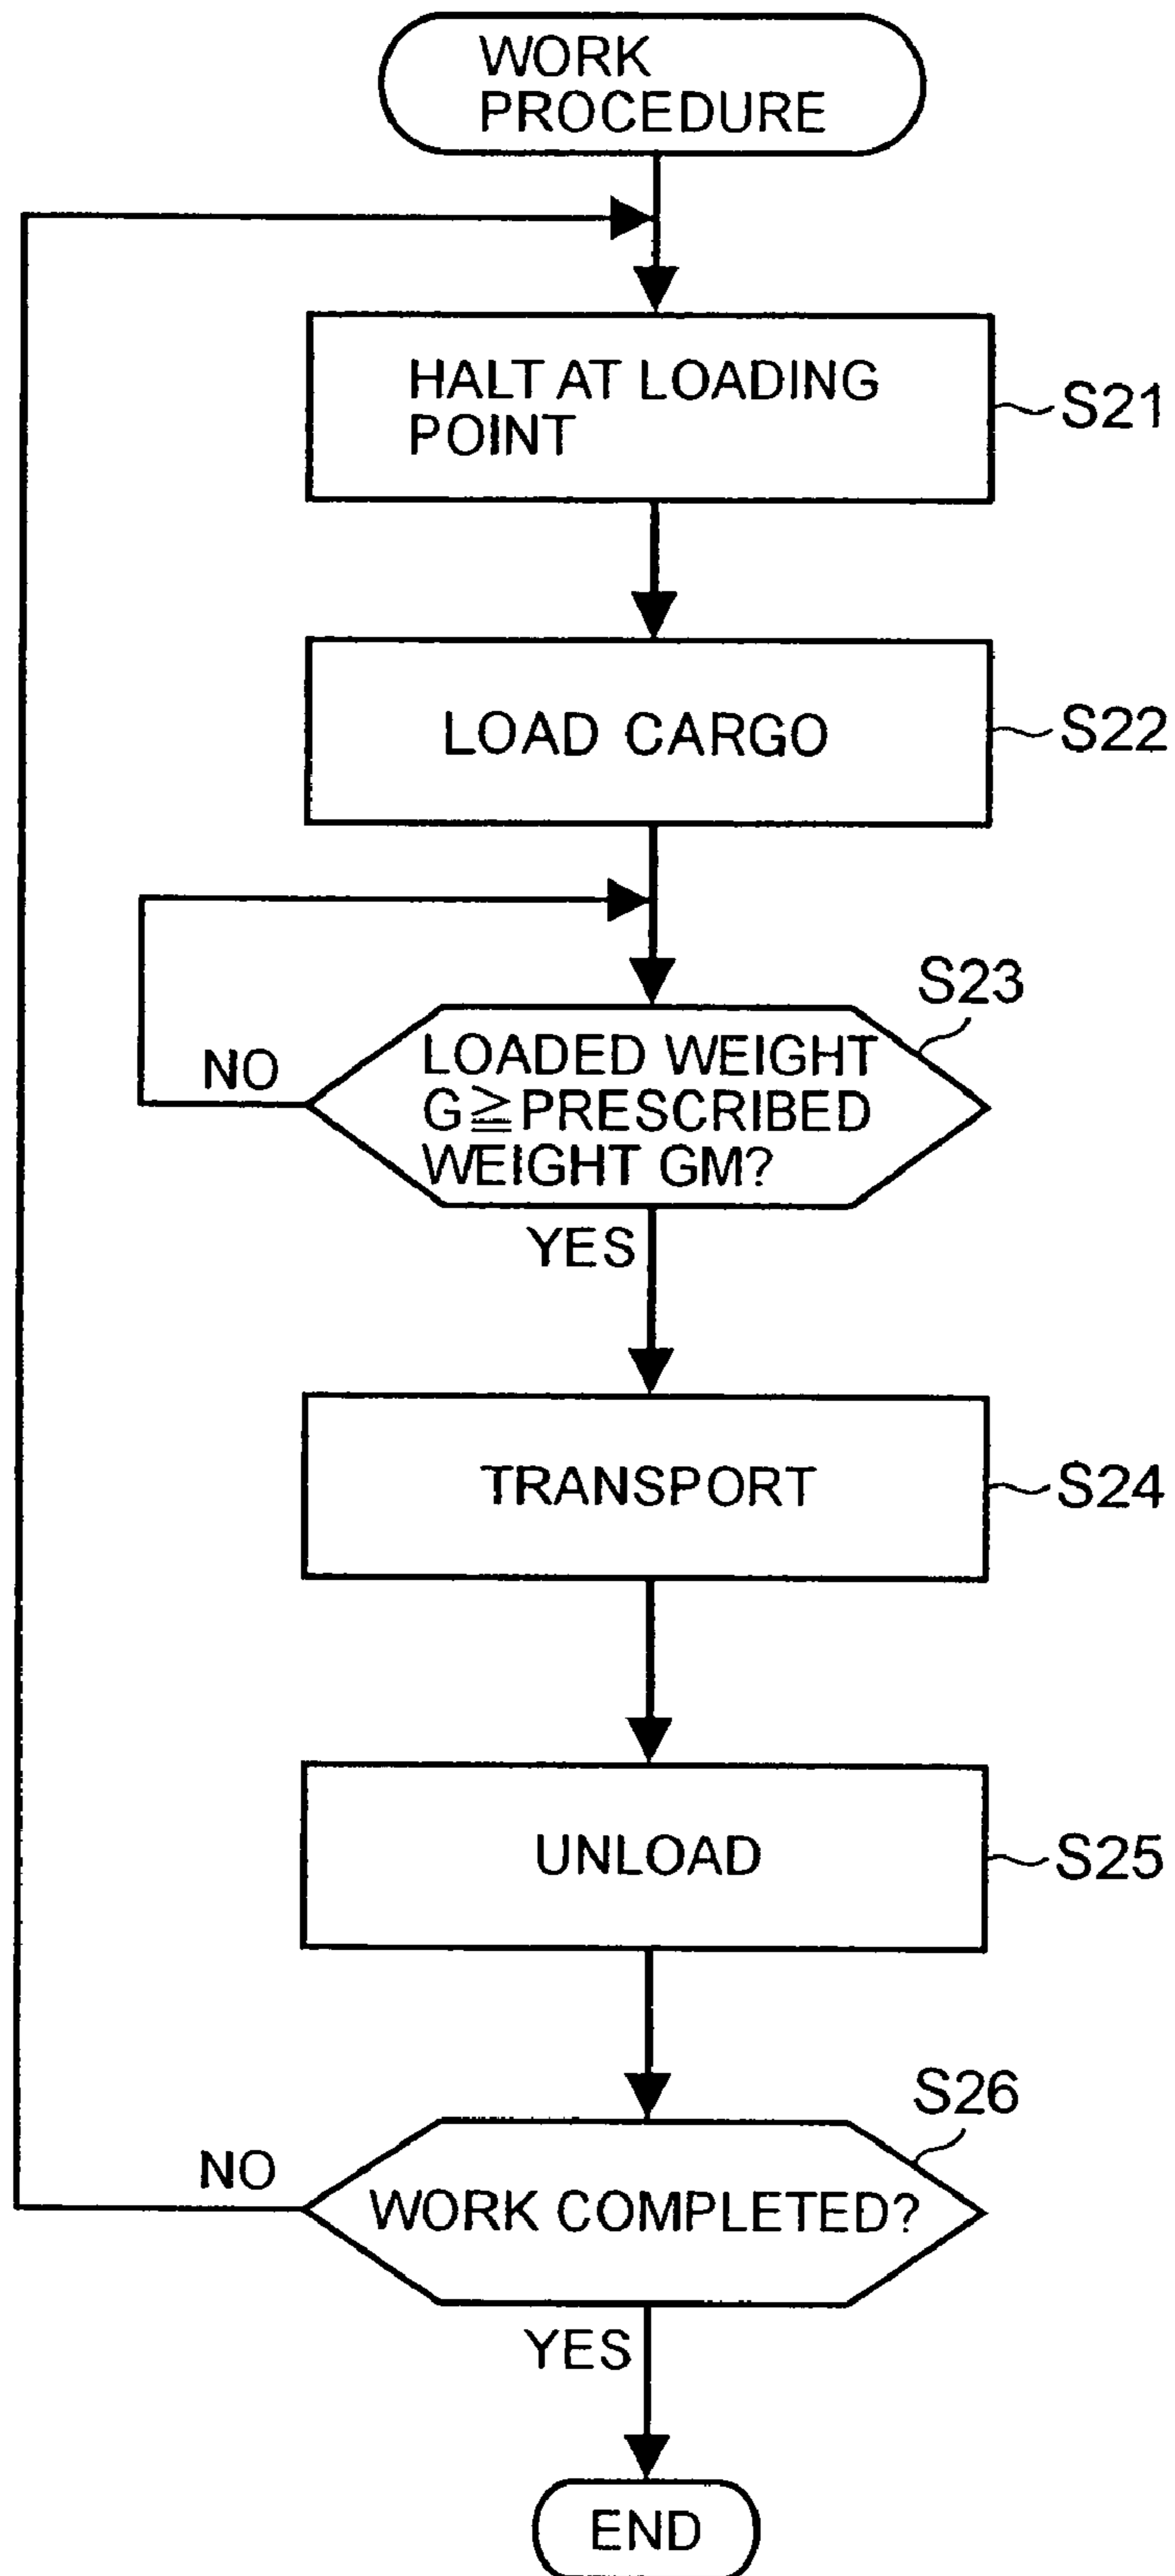 WORK
PROCEDURE
HALT AT LOADING
POINT
S21
LOAD CARGO
S22
S23
NO
LOADED WEIGHT
G≧PRESCRIBED
WEIGHT GM?
YES
TRANSPORT
S24
UNLOAD
S25
S26
NO
WORK COMPLETED?
YES
END